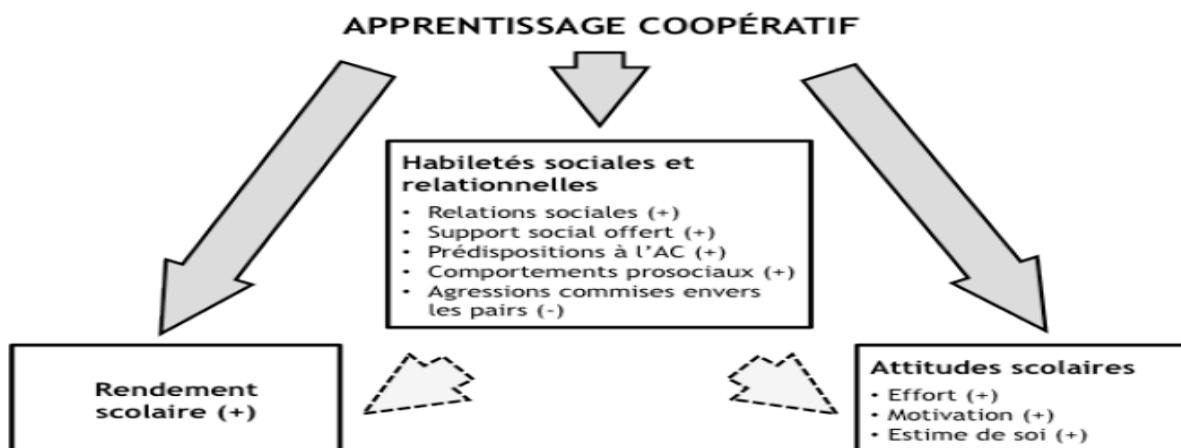 APPRENTISSAGE COOPÉRATIF
Habiletés sociales et
relationnelles
• Relations sociales (+)
• Support social offert (+)
• Prédispositions à l'AC (+)
• Comportements prosociaux (+)
• Agressions commises envers
les pairs (-)
Rendement
scolaire (+)
Attitudes scolaires
• Effort (+)
• Motivation (+)
• Estime de soi (+)